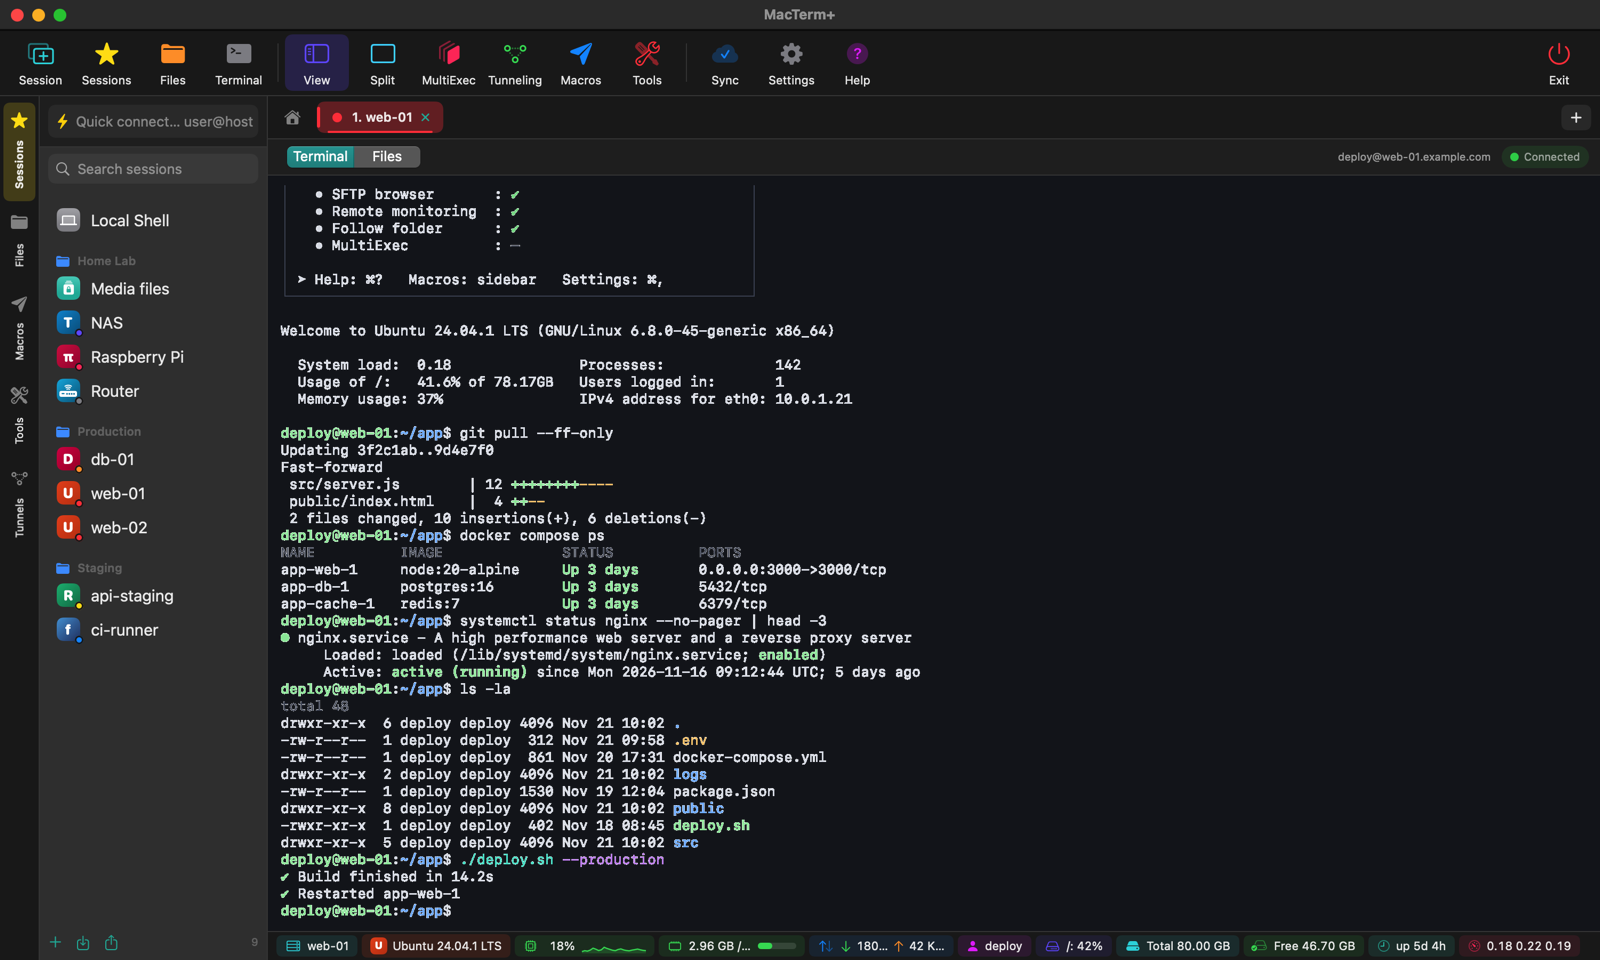 MacTerm+
Session Sessions Files Terminal View Split MultiExec Tunneling Macros Tools Sync Settings Help Exit
Sessions
Files
Macros
Tools
Tunnels
Quick connect... user@host
Search sessions
Local Shell
Home Lab
Media files
NAS
Raspberry Pi
Router
Production
db-01
web-01
web-02
Staging
api-staging
ci-runner
9
1. web-01
Terminal Files
deploy@web-01.example.com Connected
• SFTP browser : ✔
• Remote monitoring : ✔
• Follow folder : ✔
• MultiExec : —
➤ Help: ⌘? Macros: sidebar Settings: ⌘,
Welcome to Ubuntu 24.04.1 LTS (GNU/Linux 6.8.0-45-generic x86_64)
System load: 0.18 Processes: 142
Usage of /: 41.6% of 78.17GB Users logged in: 1
Memory usage: 37% IPv4 address for eth0: 10.0.1.21
deploy@web-01:~/app$ git pull --ff-only
Updating 3f2c1ab..9d4e7f0
Fast-forward
src/server.js | 12 ++++++++----
public/index.html | 4 ++--
2 files changed, 10 insertions(+), 6 deletions(-)
deploy@web-01:~/app$ docker compose ps
NAME IMAGE STATUS PORTS
app-web-1 node:20-alpine Up 3 days 0.0.0.0:3000->3000/tcp
app-db-1 postgres:16 Up 3 days 5432/tcp
app-cache-1 redis:7 Up 3 days 6379/tcp
deploy@web-01:~/app$ systemctl status nginx --no-pager | head -3
● nginx.service - A high performance web server and a reverse proxy server
Loaded: loaded (/lib/systemd/system/nginx.service; enabled)
Active: active (running) since Mon 2026-11-16 09:12:44 UTC; 5 days ago
deploy@web-01:~/app$ ls -la
total 48
drwxr-xr-x 6 deploy deploy 4096 Nov 21 10:02 .
-rw-r--r-- 1 deploy deploy 312 Nov 21 09:58 .env
-rw-r--r-- 1 deploy deploy 861 Nov 20 17:31 docker-compose.yml
drwxr-xr-x 2 deploy deploy 4096 Nov 21 10:02 logs
-rw-r--r-- 1 deploy deploy 1530 Nov 19 12:04 package.json
drwxr-xr-x 8 deploy deploy 4096 Nov 21 10:02 public
-rwxr-xr-x 1 deploy deploy 402 Nov 18 08:45 deploy.sh
drwxr-xr-x 5 deploy deploy 4096 Nov 21 10:02 src
deploy@web-01:~/app$ ./deploy.sh --production
✔ Build finished in 14.2s
✔ Restarted app-web-1
deploy@web-01:~/app$
web-01 Ubuntu 24.04.1 LTS 18% 2.96 GB /... ↓ 180... ↑ 42 K... deploy /: 42% Total 80.00 GB Free 46.70 GB up 5d 4h 0.18 0.22 0.19